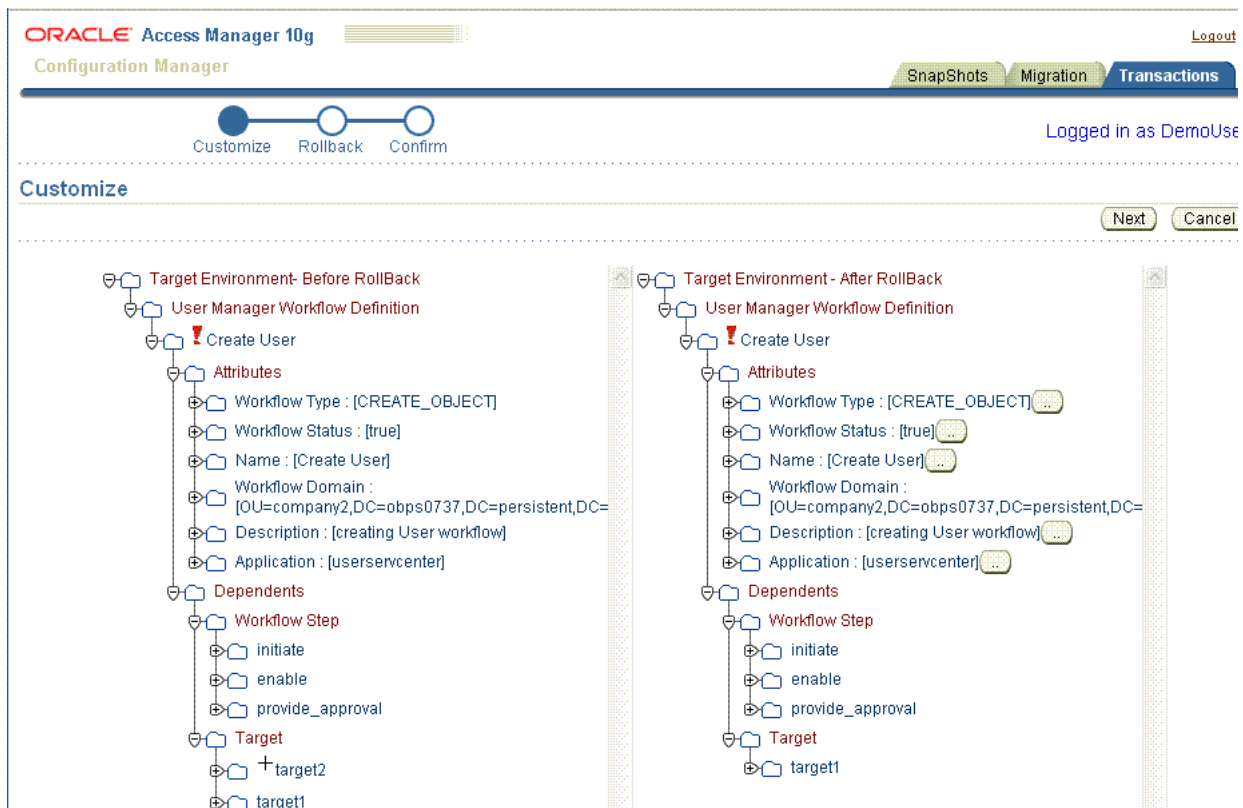 ORACLE Access Manager 10g
Logout
Configuration Manager
SnapShots Migration Transactions
Customize Rollback Confirm
Logged in as DemoUse
Customize
Next Cancel
Target Environment- Before RollBack
User Manager Workflow Definition
Create User
Attributes
Workflow Type : [CREATE_OBJECT]
Workflow Status : [true]
Name : [Create User]
Workflow Domain :
[OU=company2,DC=obps0737,DC=persistent,DC=
Description : [creating User workflow]
Application : [userservcenter]
Dependents
Workflow Step
initiate
enable
provide_approval
Target
target2
target1
Target Environment - After RollBack
User Manager Workflow Definition
Create User
Attributes
Workflow Type : [CREATE_OBJECT] ..
Workflow Status : [true] ..
Name : [Create User] ..
Workflow Domain :
[OU=company2,DC=obps0737,DC=persistent,DC=
Description : [creating User workflow] ..
Application : [userservcenter] ..
Dependents
Workflow Step
initiate
enable
provide_approval
Target
target1